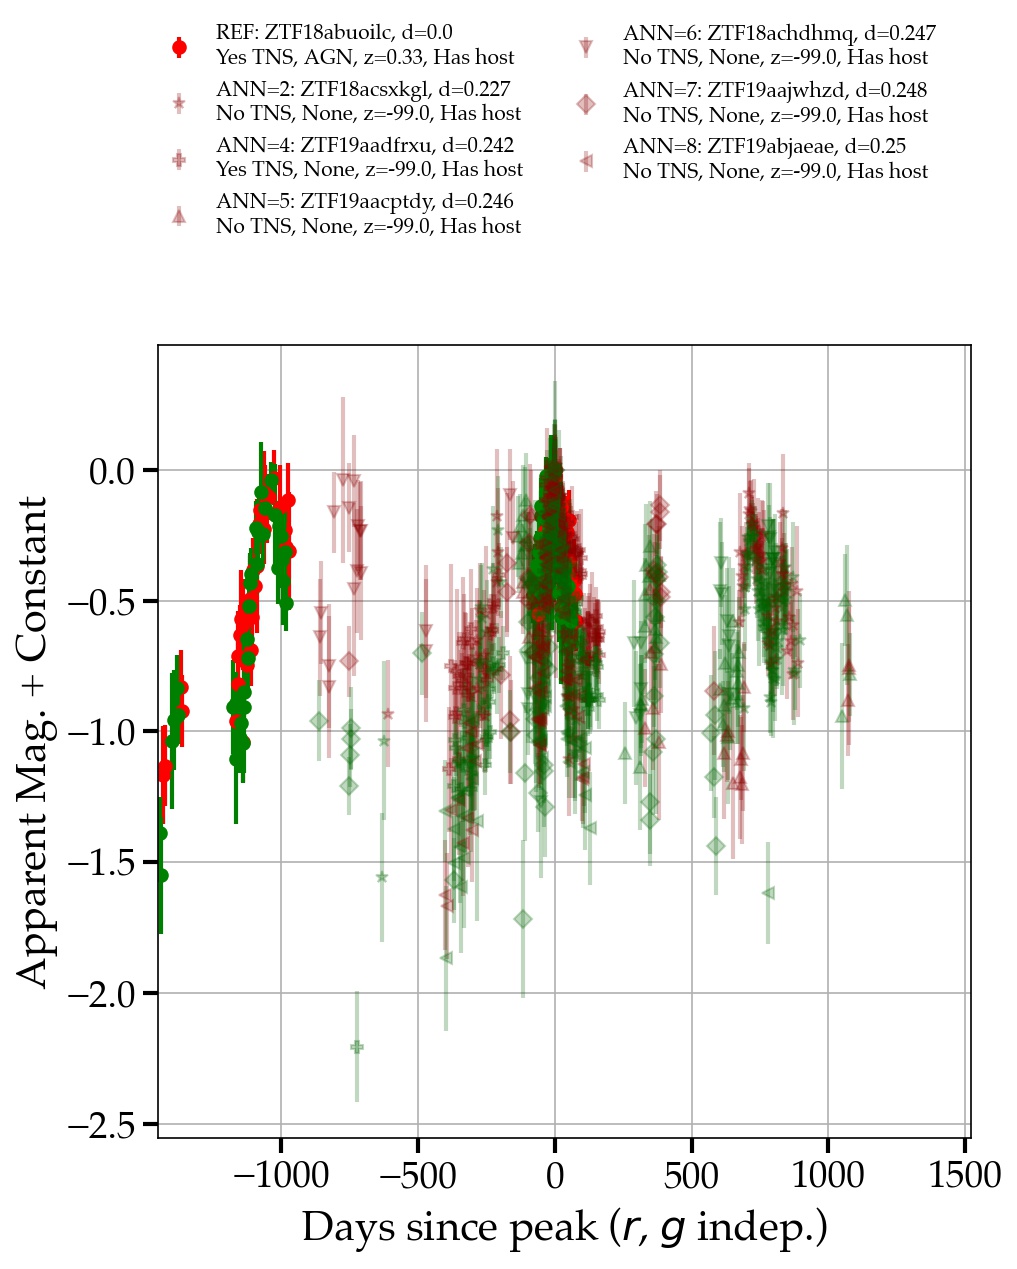 REF: ZTF18abuoilc, d=0.0
Yes TNS, AGN, z=0.33, Has host
ANN=2: ZTF18acsxkgl, d=0.227
No TNS, None, z=-99.0, Has host
ANN=4: ZTF19aadfrxu, d=0.242
Yes TNS, None, z=-99.0, Has host
ANN=5: ZTF19aacptdy, d=0.246
No TNS, None, z=-99.0, Has host
ANN=6: ZTF18achdhmq, d=0.247
No TNS, None, z=-99.0, Has host
ANN=7: ZTF19aajwhzd, d=0.248
No TNS, None, z=-99.0, Has host
ANN=8: ZTF19abjaeae, d=0.25
No TNS, None, z=-99.0, Has host
Apparent Mag. + Constant
0.0
−0.5
−1.0
−1.5
−2.0
−2.5
−1000
−500
0
500
1000
1500
Days since peak (r, g indep.)